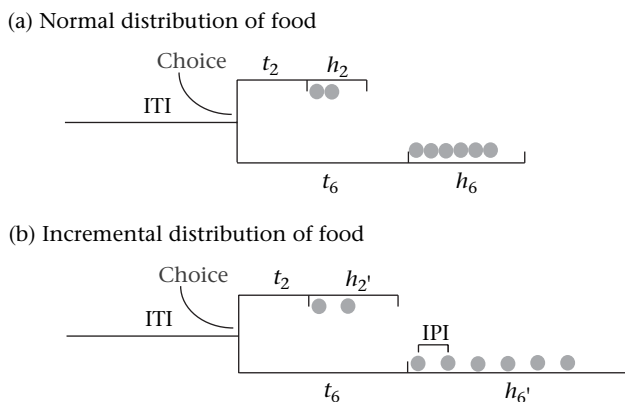 (a) Normal distribution of food
Choice
t2 h2
ITI
t6 h6
(b) Incremental distribution of food
Choice
t2 h2'
ITI
IPI
t6 h6'